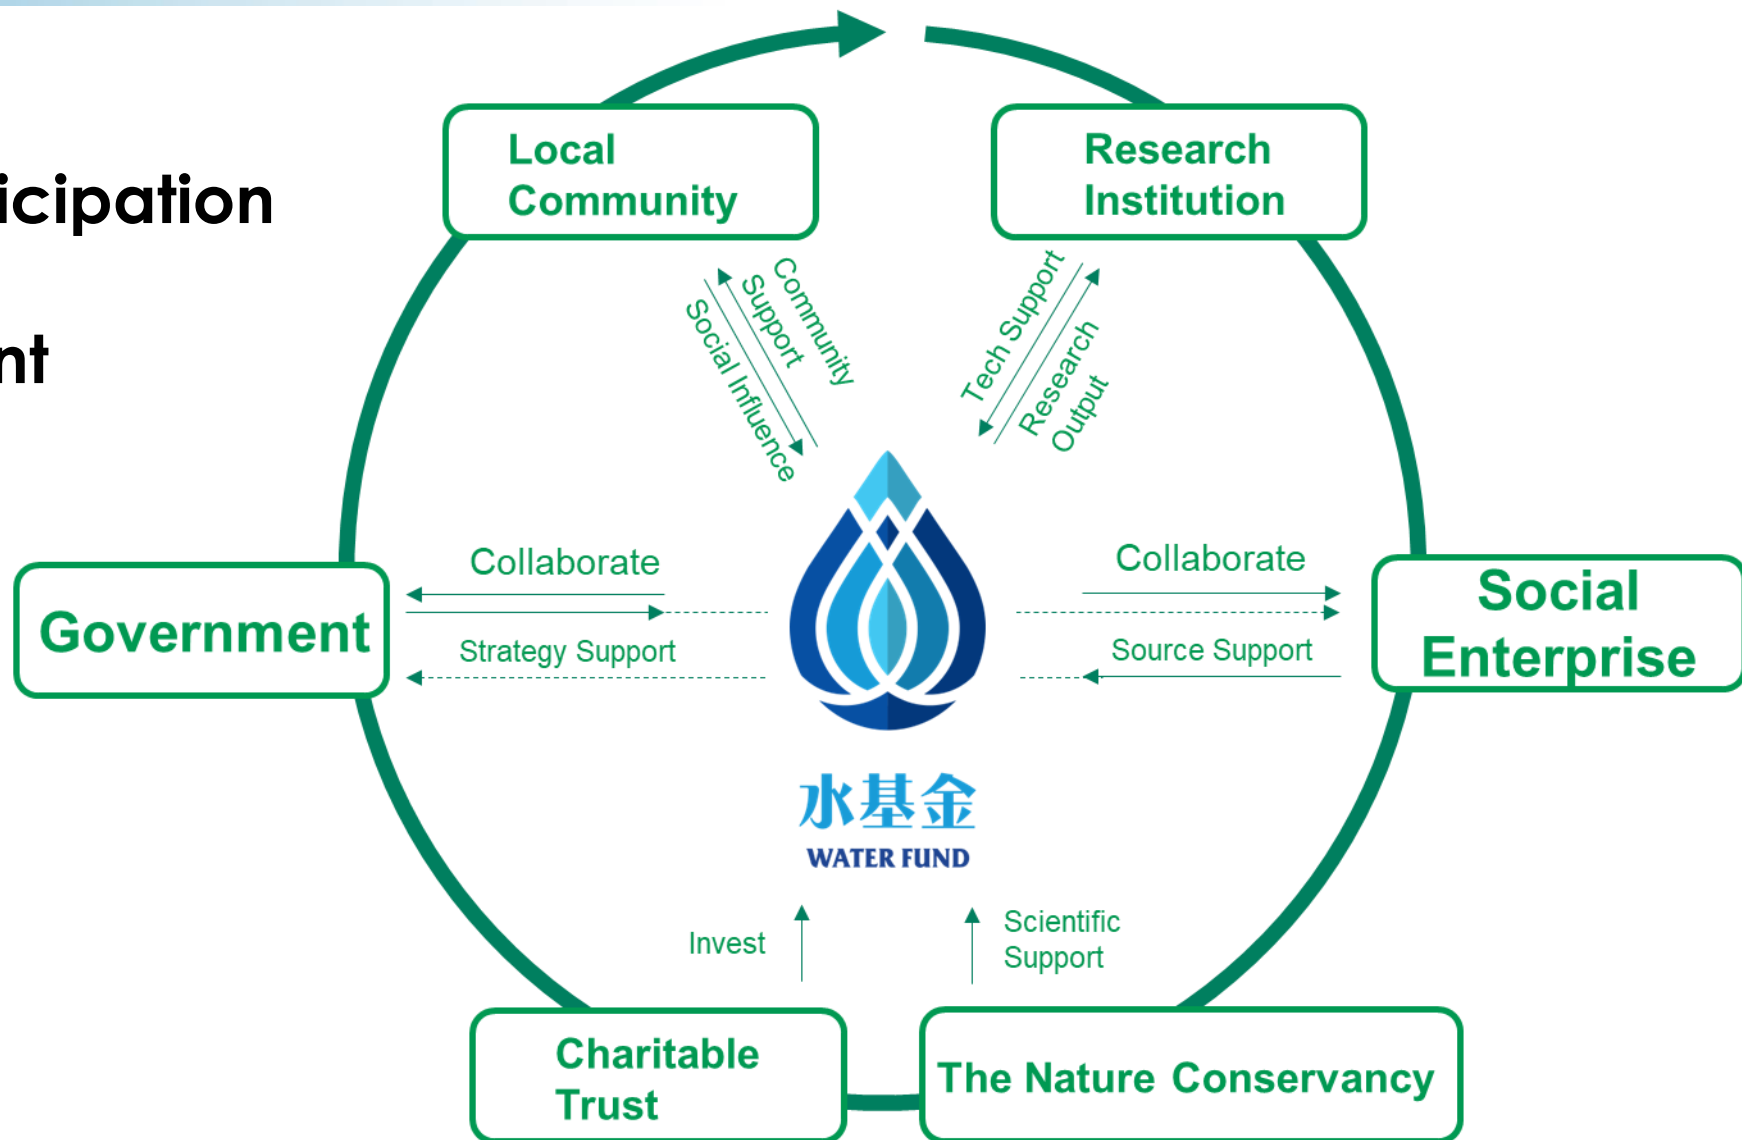 Local
Community
Research
Institution
icipation
nt
Community
Support
Social Influence
Tech Support
Research
Output
Collaborate
Collaborate
Government
Strategy Support
Social
Enterprise
Source Support
水基金
WATER FUND
Invest
Scientific
Support
Charitable
Trust
The Nature Conservancy